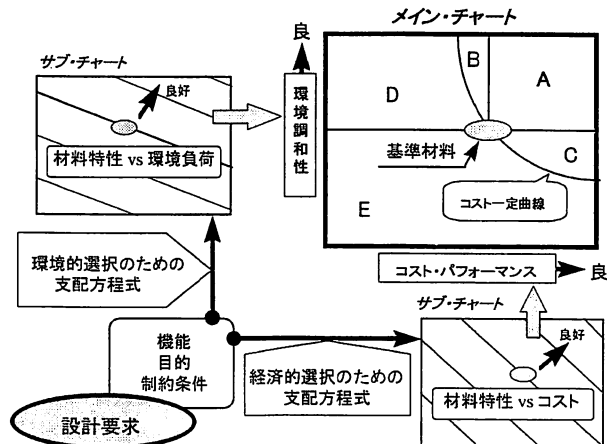 メイン・チャート
良
サブ・チャート
良好
環境調和性
材料特性 vs 環境負荷
A
B
C
D
E
基準材料
コスト一定曲線
環境的選択のための
支配方程式
コスト・パフォーマンス
良
サブ・チャート
機能
目的
制約条件
経済的選択のための
支配方程式
良好
材料特性 vs コスト
設計要求